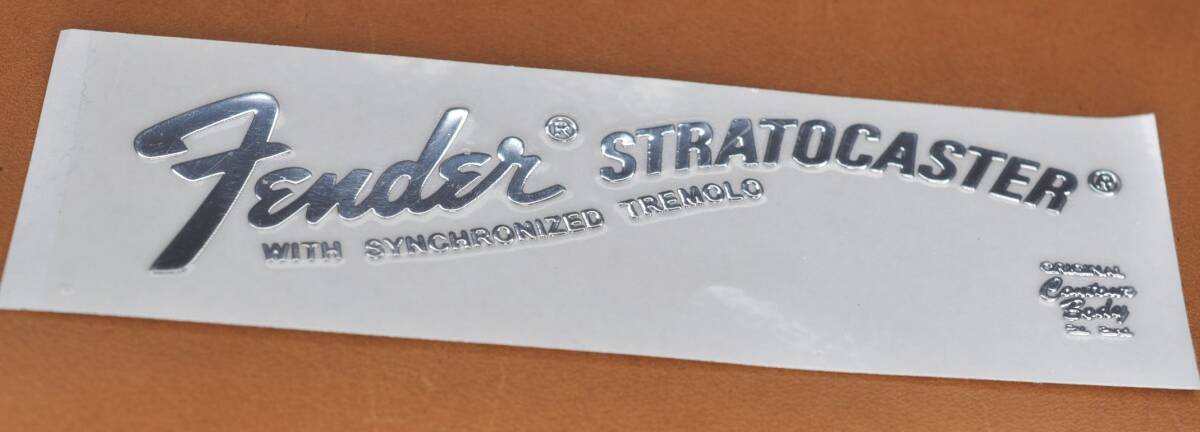 Fender® STRATOCASTER®
WITH SYNCHRONIZED TREMOLO
ORIGINAL
Contour
Body